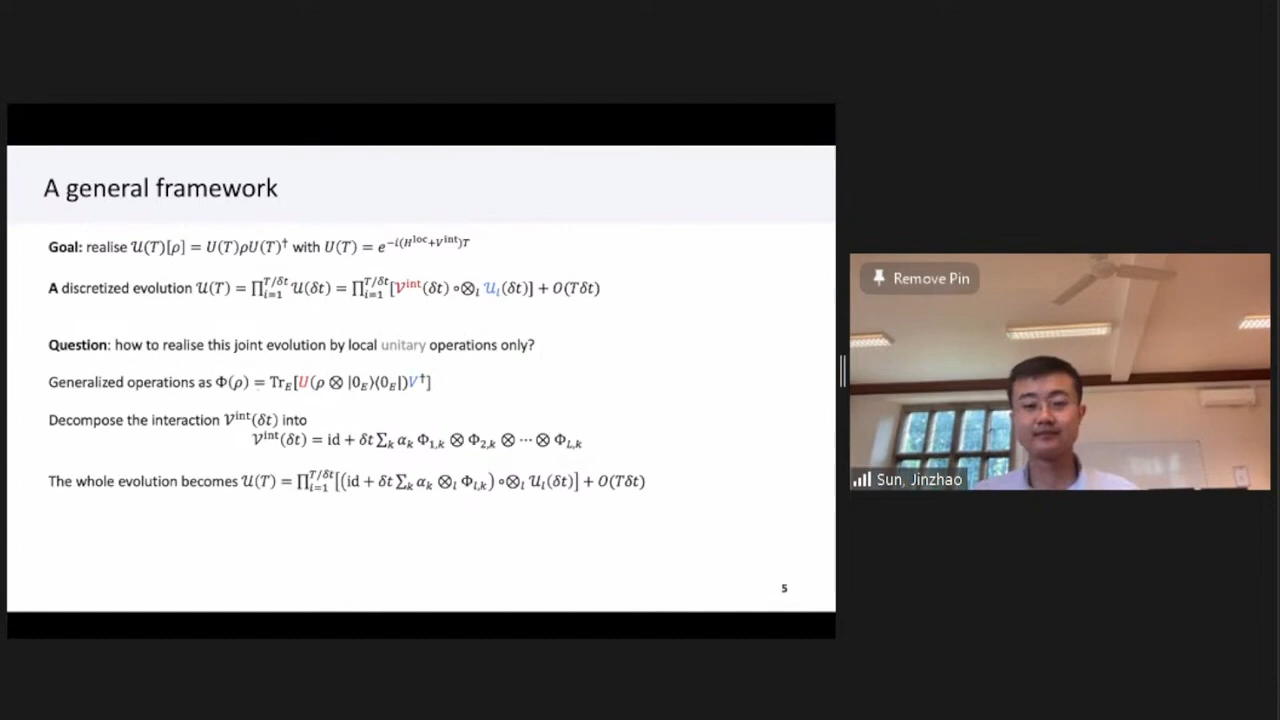 A general framework
Goal: realise 𝒰(T)[ρ] = U(T)ρU(T)† with U(T) = e^{−i(H^{loc}+V^{int})T}
A discretized evolution 𝒰(T) = ∏_{i=1}^{T/δt} 𝒰(δt) = ∏_{i=1}^{T/δt}[𝒱^{int}(δt) ∘⊗_l 𝒰_l(δt)] + O(Tδt)
Question: how to realise this joint evolution by local unitary operations only?
Generalized operations as Φ(ρ) = Tr_E[U(ρ ⊗ |0_E⟩⟨0_E|)V†]
Decompose the interaction 𝒱^{int}(δt) into
𝒱^{int}(δt) = id + δt ∑_k α_k Φ_{1,k} ⊗ Φ_{2,k} ⊗ ⋯ ⊗ Φ_{L,k}
The whole evolution becomes 𝒰(T) = ∏_{i=1}^{T/δt}[(id + δt ∑_k α_k ⊗_l Φ_{l,k}) ∘⊗_l 𝒰_l(δt)] + O(Tδt)
5
Remove Pin
Sun, Jinzhao